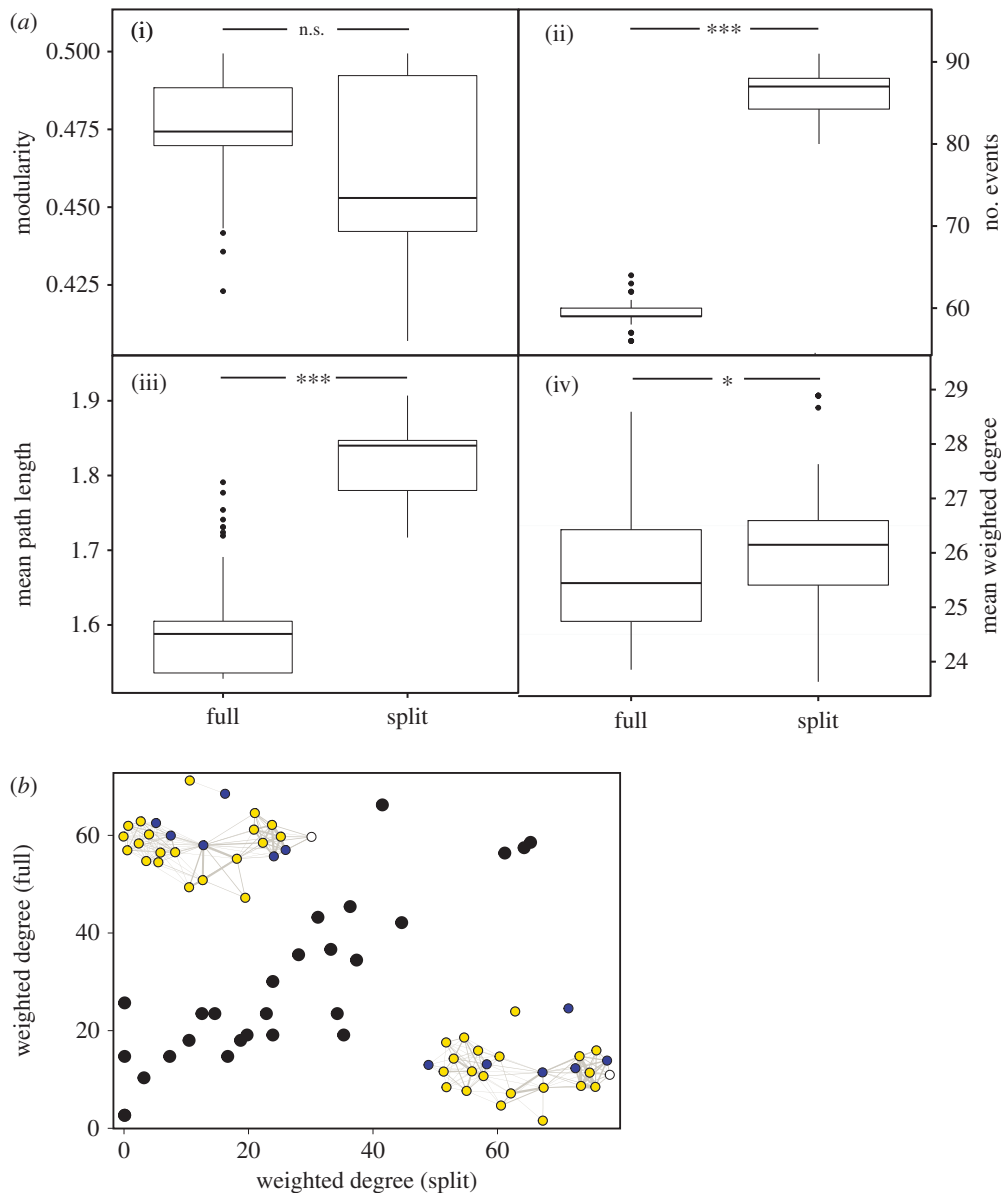 (a)
(i)
n.s.
0.500
0.475
0.450
0.425
modularity
(ii)
***
90
80
70
60
no. events
(iii)
***
1.9
1.8
1.7
1.6
mean path length
full
split
(iv)
*
29
28
27
26
25
24
mean weighted degree
full
split
(b)
60
40
20
0
weighted degree (full)
0
20
40
60
weighted degree (split)